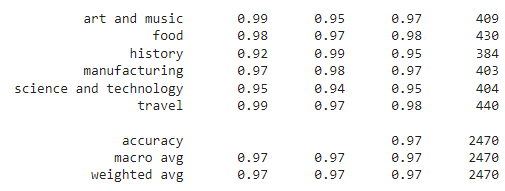 art and music 0.99 0.95 0.97 409
food 0.98 0.97 0.98 430
history 0.92 0.99 0.95 384
manufacturing 0.97 0.98 0.97 403
science and technology 0.95 0.94 0.95 404
travel 0.99 0.97 0.98 440
accuracy 0.97 2470
macro avg 0.97 0.97 0.97 2470
weighted avg 0.97 0.97 0.97 2470